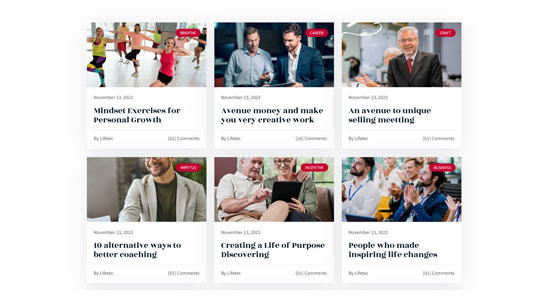 BREATHE
CAREER
CRAFT
November 13, 2023
November 13, 2023
November 13, 2023
Mindset Exercises for
Personal Growth
Avenue money and make
you very creative work
An avenue to unique
selling meetting
By Lifetec
[02] Comments
By Lifetec
[10] Comments
By Lifetec
[01] Comments
IMPETUS
INCENTIVE
BUSINESS
November 13, 2023
November 13, 2023
November 13, 2023
10 alternative ways to
better coaching
Creating a Life of Purpose
Discovering
People who made
inspiring life changes
By Lifetec
[01] Comments
By Lifetec
[01] Comments
By Lifetec
[01] Comments